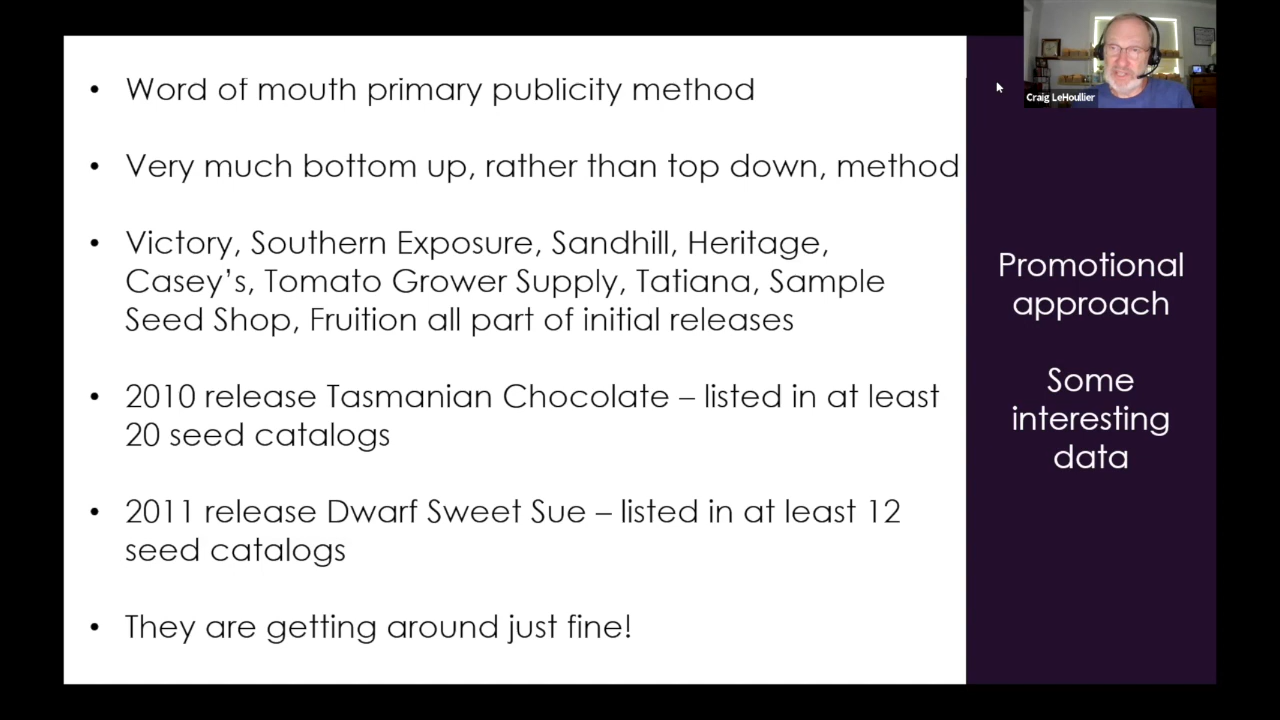 • Word of mouth primary publicity method
• Very much bottom up, rather than top down, method
• Victory, Southern Exposure, Sandhill, Heritage,
Casey's, Tomato Grower Supply, Tatiana, Sample
Seed Shop, Fruition all part of initial releases
• 2010 release Tasmanian Chocolate – listed in at least
20 seed catalogs
• 2011 release Dwarf Sweet Sue – listed in at least 12
seed catalogs
• They are getting around just fine!
Promotional
approach
Some
interesting
data
Craig LeHoullier